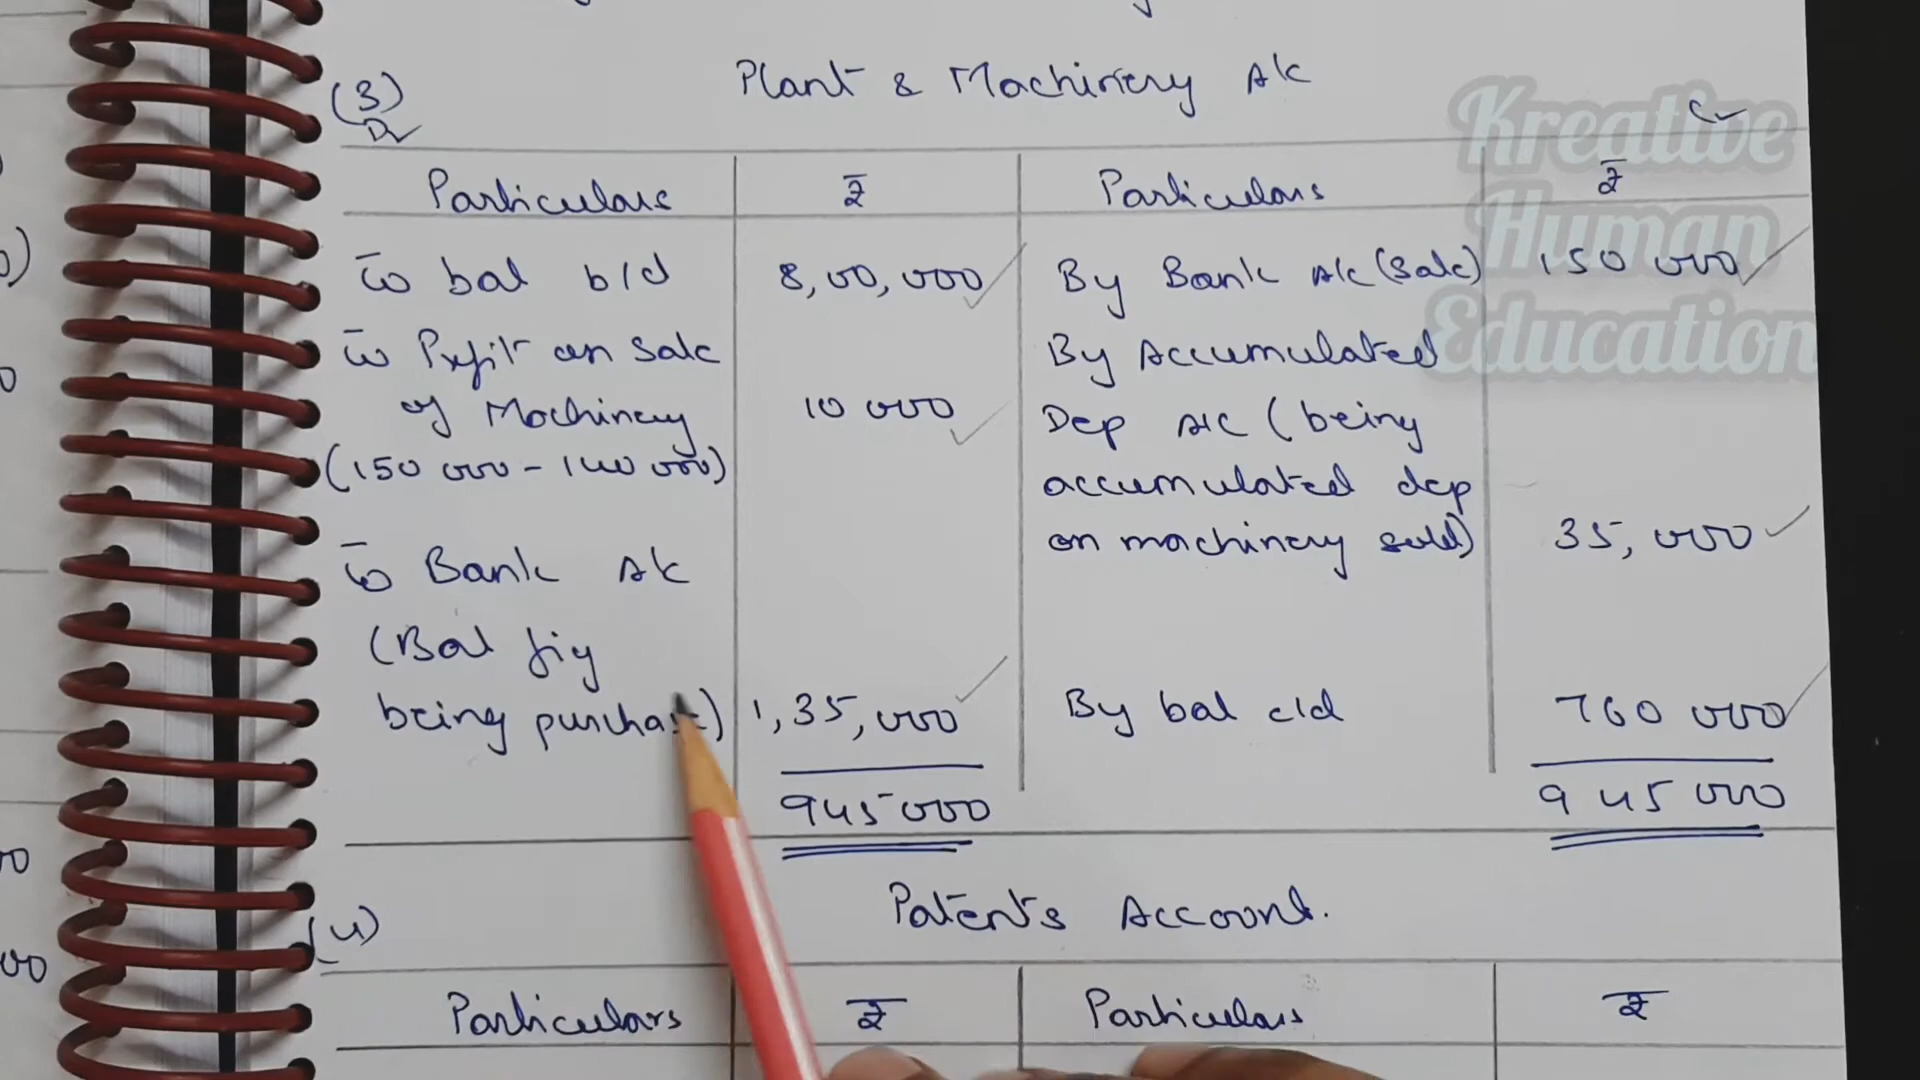 (3) Plant & Machinery A/c
Dr Cr
Particulars ₹ Particulars ₹
To bal b/d 8,00,000 By Bank A/c (Sale) 150 000
To Profit on Sale By Accumulated
of Machinery 10 000 Dep A/C (being
(150 000 - 140 000) accumulated dep
To Bank A/c on machinery sold) 35,000
(Bal fig
being purchase) 1,35,000 By bal c/d 760 000
945000 945 000
(4) Patents Account.
Particulars ₹ Particulars ₹
Kreative
Human
Education